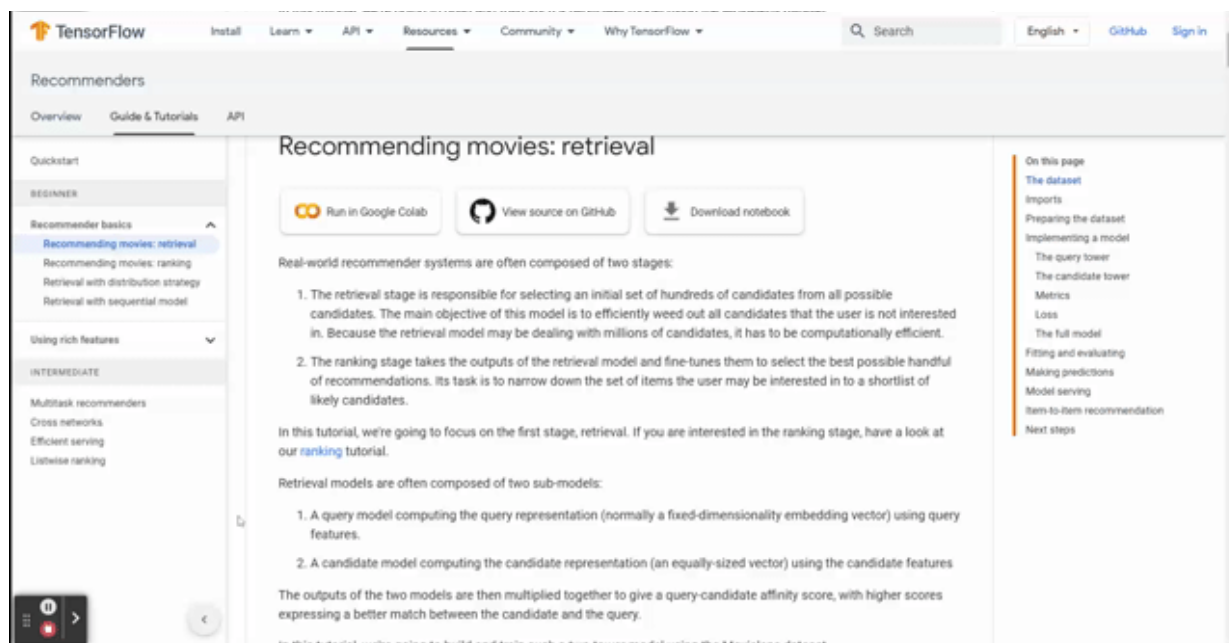 TensorFlow
Install
Learn
API
Resources
Community
Why TensorFlow
Search
English
GitHub
Sign in
Recommenders
Overview
Guide & Tutorials
API
Quickstart
BEGINNER
Recommender basics
Recommending movies: retrieval
Recommending movies: ranking
Retrieval with distribution strategy
Retrieval with sequential model
Using rich features
INTERMEDIATE
Multitask recommenders
Cross networks
Efficient serving
Listwise ranking
Recommending movies: retrieval
Run in Google Colab
View source on GitHub
Download notebook
Real-world recommender systems are often composed of two stages:
1. The retrieval stage is responsible for selecting an initial set of hundreds of candidates from all possible
candidates. The main objective of this model is to efficiently weed out all candidates that the user is not interested
in. Because the retrieval model may be dealing with millions of candidates, it has to be computationally efficient.
2. The ranking stage takes the outputs of the retrieval model and fine-tunes them to select the best possible handful
of recommendations. Its task is to narrow down the set of items the user may be interested in to a shortlist of
likely candidates.
In this tutorial, we're going to focus on the first stage, retrieval. If you are interested in the ranking stage, have a look at
our ranking tutorial.
Retrieval models are often composed of two sub-models:
1. A query model computing the query representation (normally a fixed-dimensionality embedding vector) using query
features.
2. A candidate model computing the candidate representation (an equally-sized vector) using the candidate features
The outputs of the two models are then multiplied together to give a query-candidate affinity score, with higher scores
expressing a better match between the candidate and the query.
On this page
The dataset
Imports
Preparing the dataset
Implementing a model
The query tower
The candidate tower
Metrics
Loss
The full model
Fitting and evaluating
Making predictions
Model serving
Item-to-item recommendation
Next steps